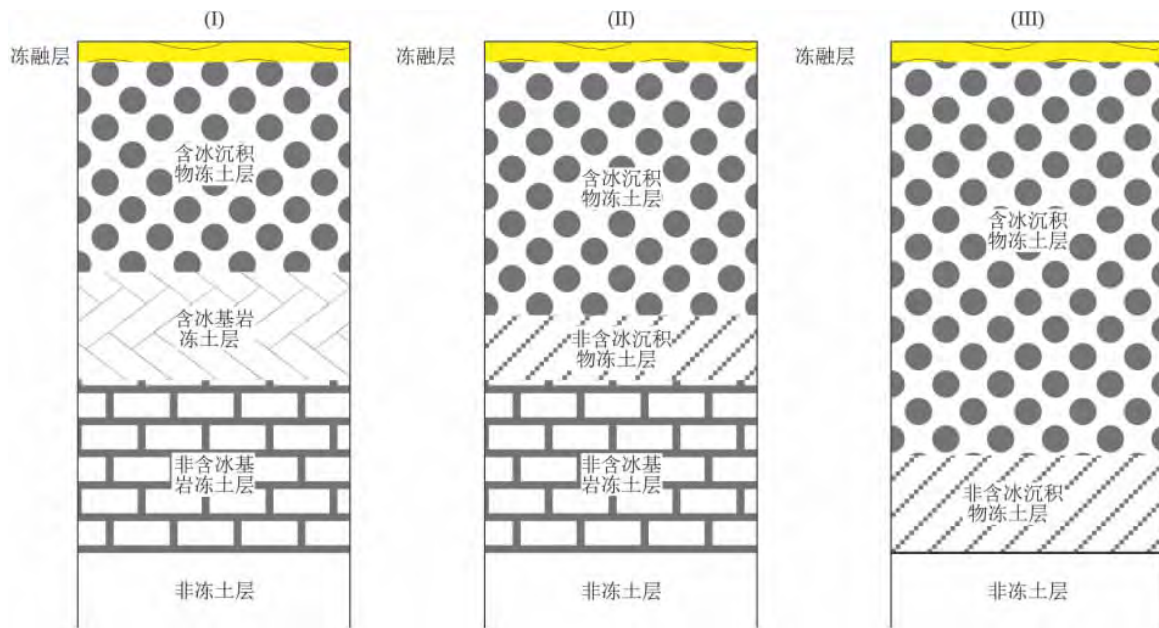 (I)
(II)
(III)
冻融层
冻融层
冻融层
含冰沉积
物冻土层
含冰沉积
物冻土层
含冰沉积
物冻土层
含冰基岩
冻土层
非含冰沉积
物冻土层
非含冰基
岩冻土层
非含冰基
岩冻土层
非含冰沉积
物冻土层
非冻土层
非冻土层
非冻土层